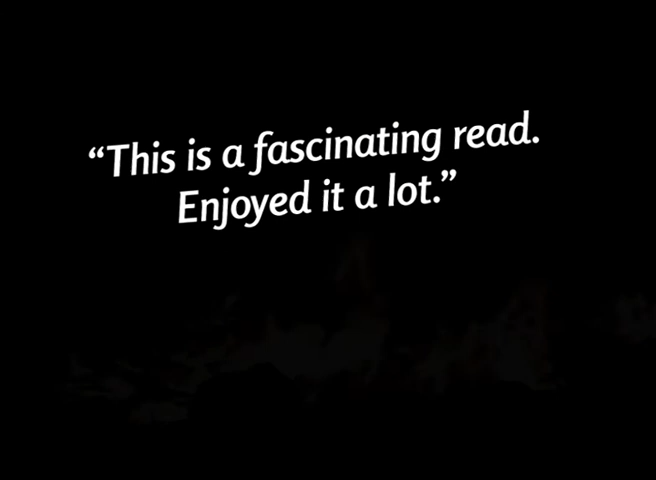 “This is a fascinating read.
Enjoyed it a lot.”